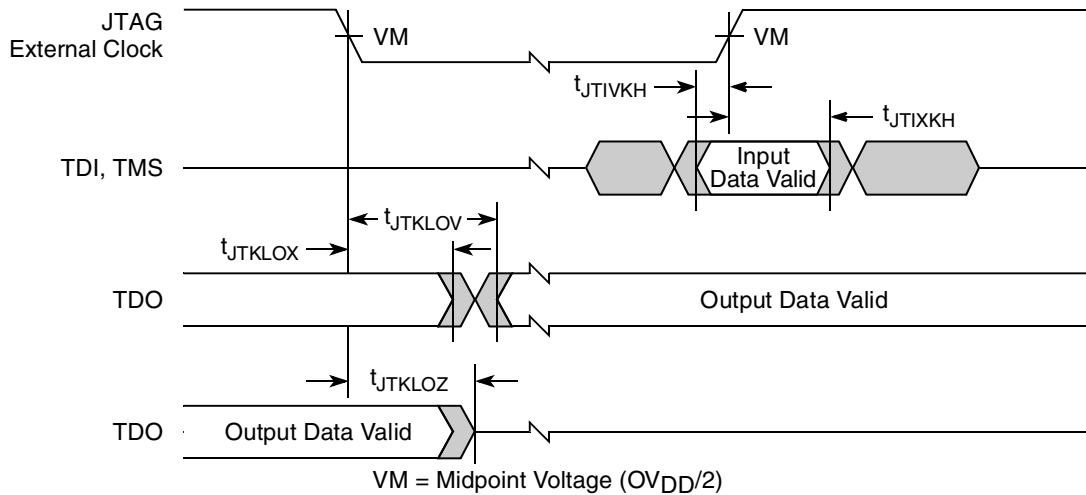 JTAG
External Clock
VM
VM
tJTIVKH
tJTIXKH
TDI, TMS
Input
Data Valid
tJTKLOV
tJTKLOX
TDO
Output Data Valid
tJTKLOZ
TDO
Output Data Valid
VM = Midpoint Voltage (OVDD/2)